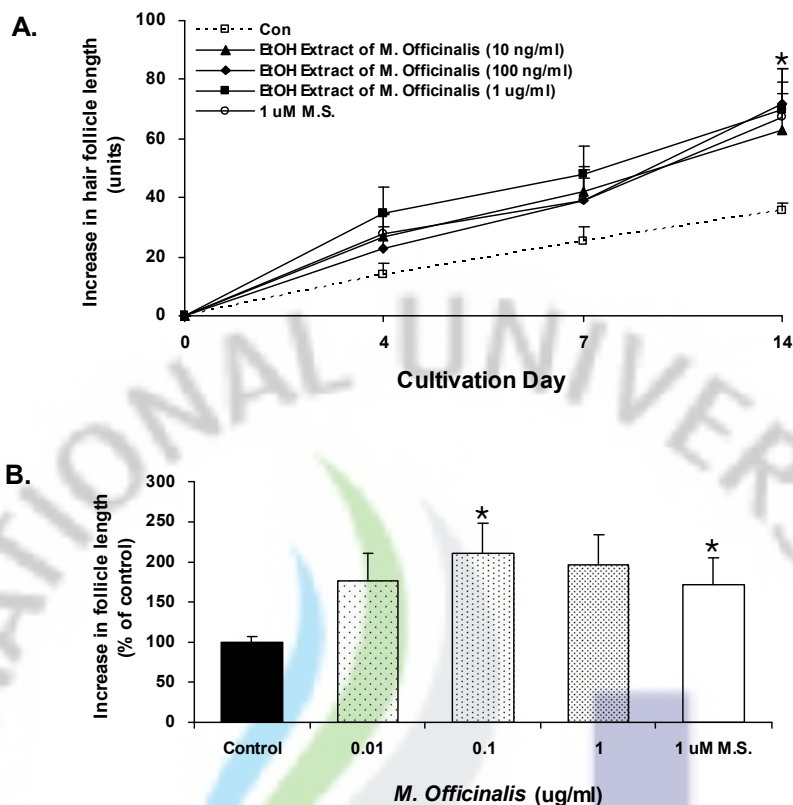 A.
Con
EtOH Extract of M. Officinalis (10 ng/ml)
EtOH Extract of M. Officinalis (100 ng/ml)
EtOH Extract of M. Officinalis (1 ug/ml)
1 uM M.S.
Increase in hair follicle length
(units)
100
80
60
40
20
0
*
0 4 7 14
Cultivation Day
B.
Increase in follicle length
(% of control)
300
250
200
150
100
50
0
* *
Control 0.01 0.1 1 1 uM M.S.
M. Officinalis (ug/ml)